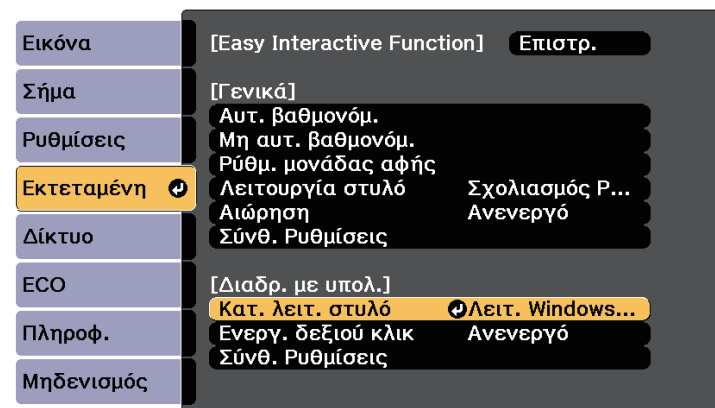 Εικόνα
Σήμα
Ρυθμίσεις
Εκτεταμένη
Δίκτυο
ECO
Πληροφ.
Μηδενισμός
[Easy Interactive Function] Επιστρ.
[Γενικά]
Αυτ. βαθμονόμ.
Μη αυτ. βαθμονόμ.
Ρύθμ. μονάδας αφής
Λειτουργία στυλό Σχολιασμός P...
Αιώρηση Ανενεργό
Σύνθ. Ρυθμίσεις
[Διαδρ. με υπολ.]
Κατ. λειτ. στυλό Λειτ. Windows...
Ενεργ. δεξιού κλικ Ανενεργό
Σύνθ. Ρυθμίσεις